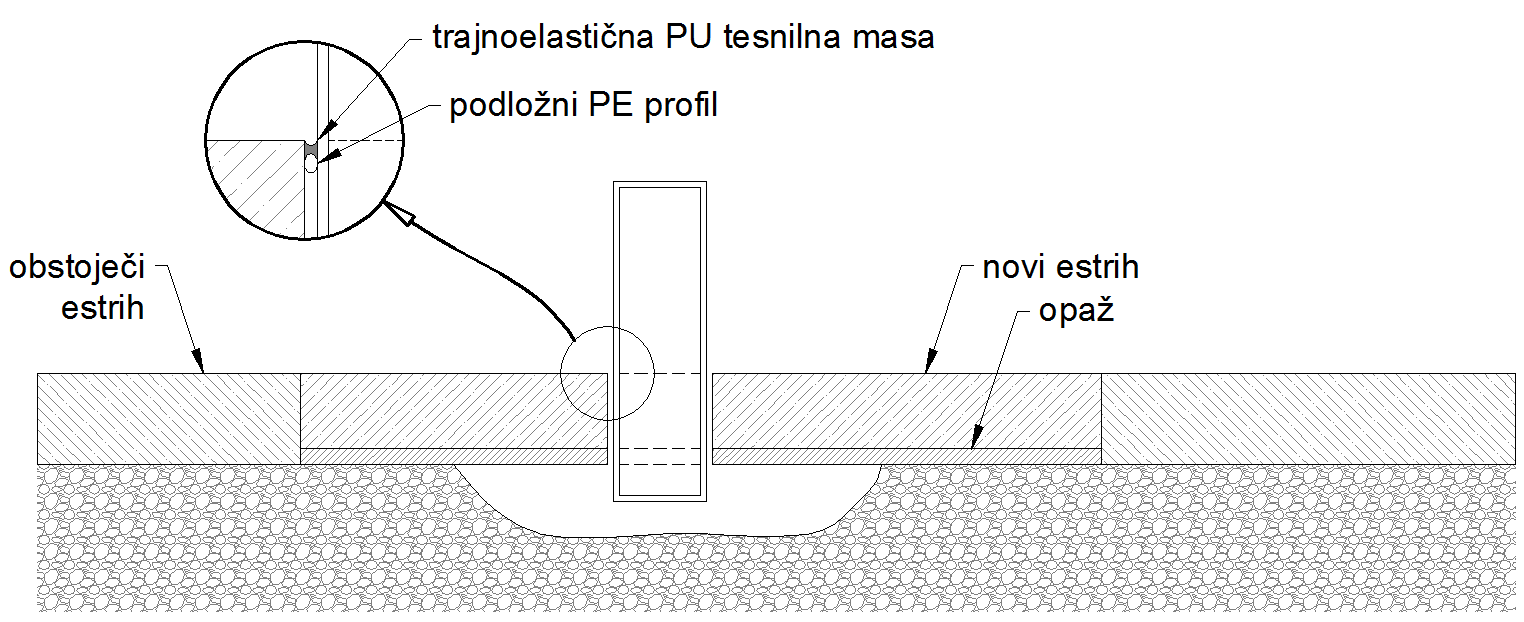 trajnoelastična PU tesnilna masa
podložni PE profil
obstoječi
estrih
novi estrih
opaž